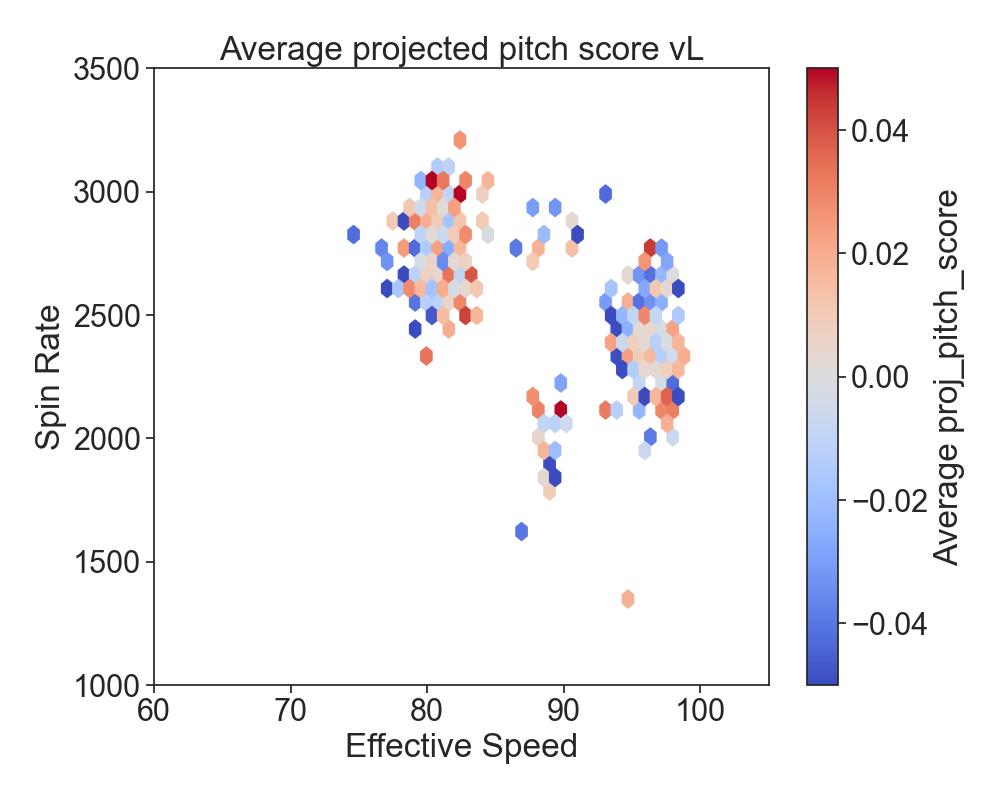 Average projected pitch score vL
3500
3000
2500
2000
1500
1000
Spin Rate
60 70 80 90 100
Effective Speed
0.04
0.02
0.00
−0.02
−0.04
Average proj_pitch_score